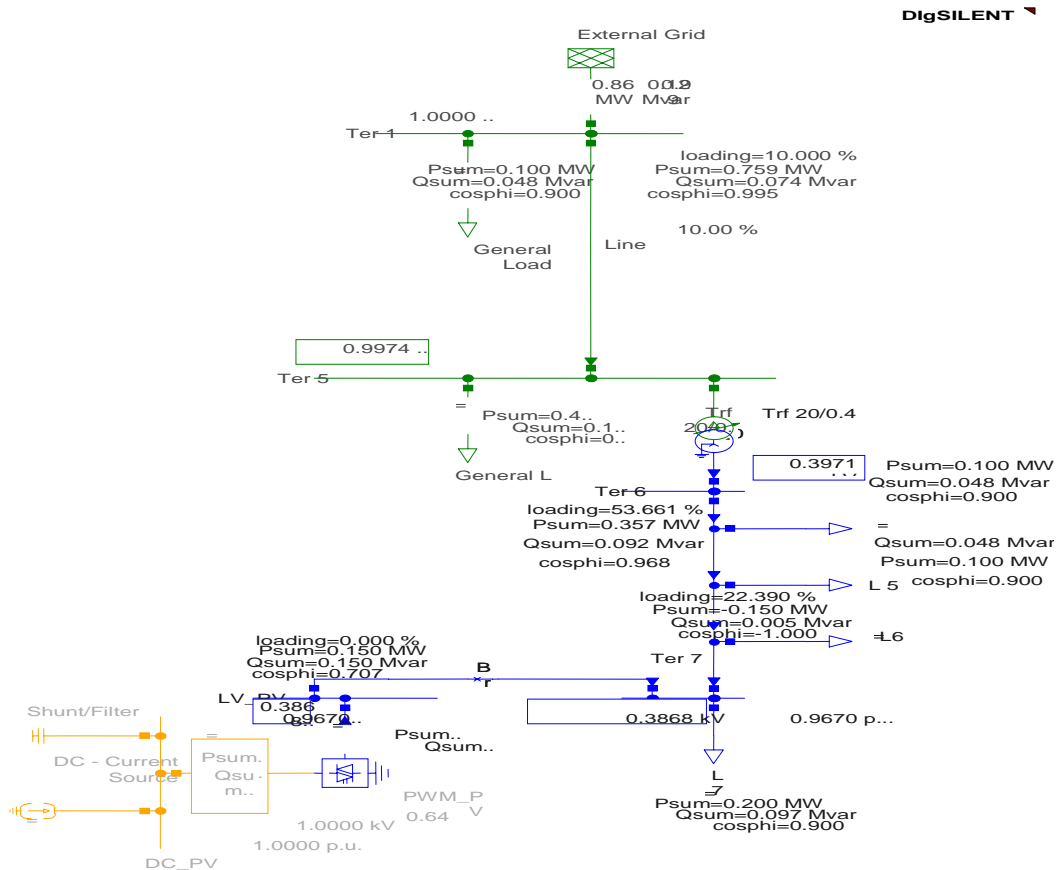 DIgSILENT
External Grid
0.86
MW Mvar
1.0000 ..
Ter 1
loading=10.000 %
Psum=0.100 MW
Psum=0.759 MW
Qsum=0.048 Mvar
Qsum=0.074 Mvar
cosphi=0.900
cosphi=0.995
10.00 %
Line
General
Load
0.9974 ..
Ter 5
=
Psum=0.4..
Qsum=0.1..
cosphi=0..
Trf
Trf 20/0.4
General L
0.3971
Psum=0.100 MW
Qsum=0.048 Mvar
cosphi=0.900
Ter 6
loading=53.661 %
Psum=0.357 MW
Qsum=0.092 Mvar
cosphi=0.968
=
Qsum=0.048 Mvar
Psum=0.100 MW
cosphi=0.900
L 5
loading=22.390 %
Psum=-0.150 MW
Qsum=0.005 Mvar
cosphi=-1.000
L6
loading=0.000 %
Psum=0.150 MW
Qsum=0.150 Mvar
cosphi=0.707
B
r
Ter 7
LV_PV
0.386
0.9670..
0.3868 kV
0.9670 p...
Shunt/Filter
=
Psum..
Qsum..
DC - Current
Source
Psum.
Qsu
m..
PWM_P
V
0.64
1.0000 kV
1.0000 p.u.
DC_PV
L
7
Psum=0.200 MW
Qsum=0.097 Mvar
cosphi=0.900